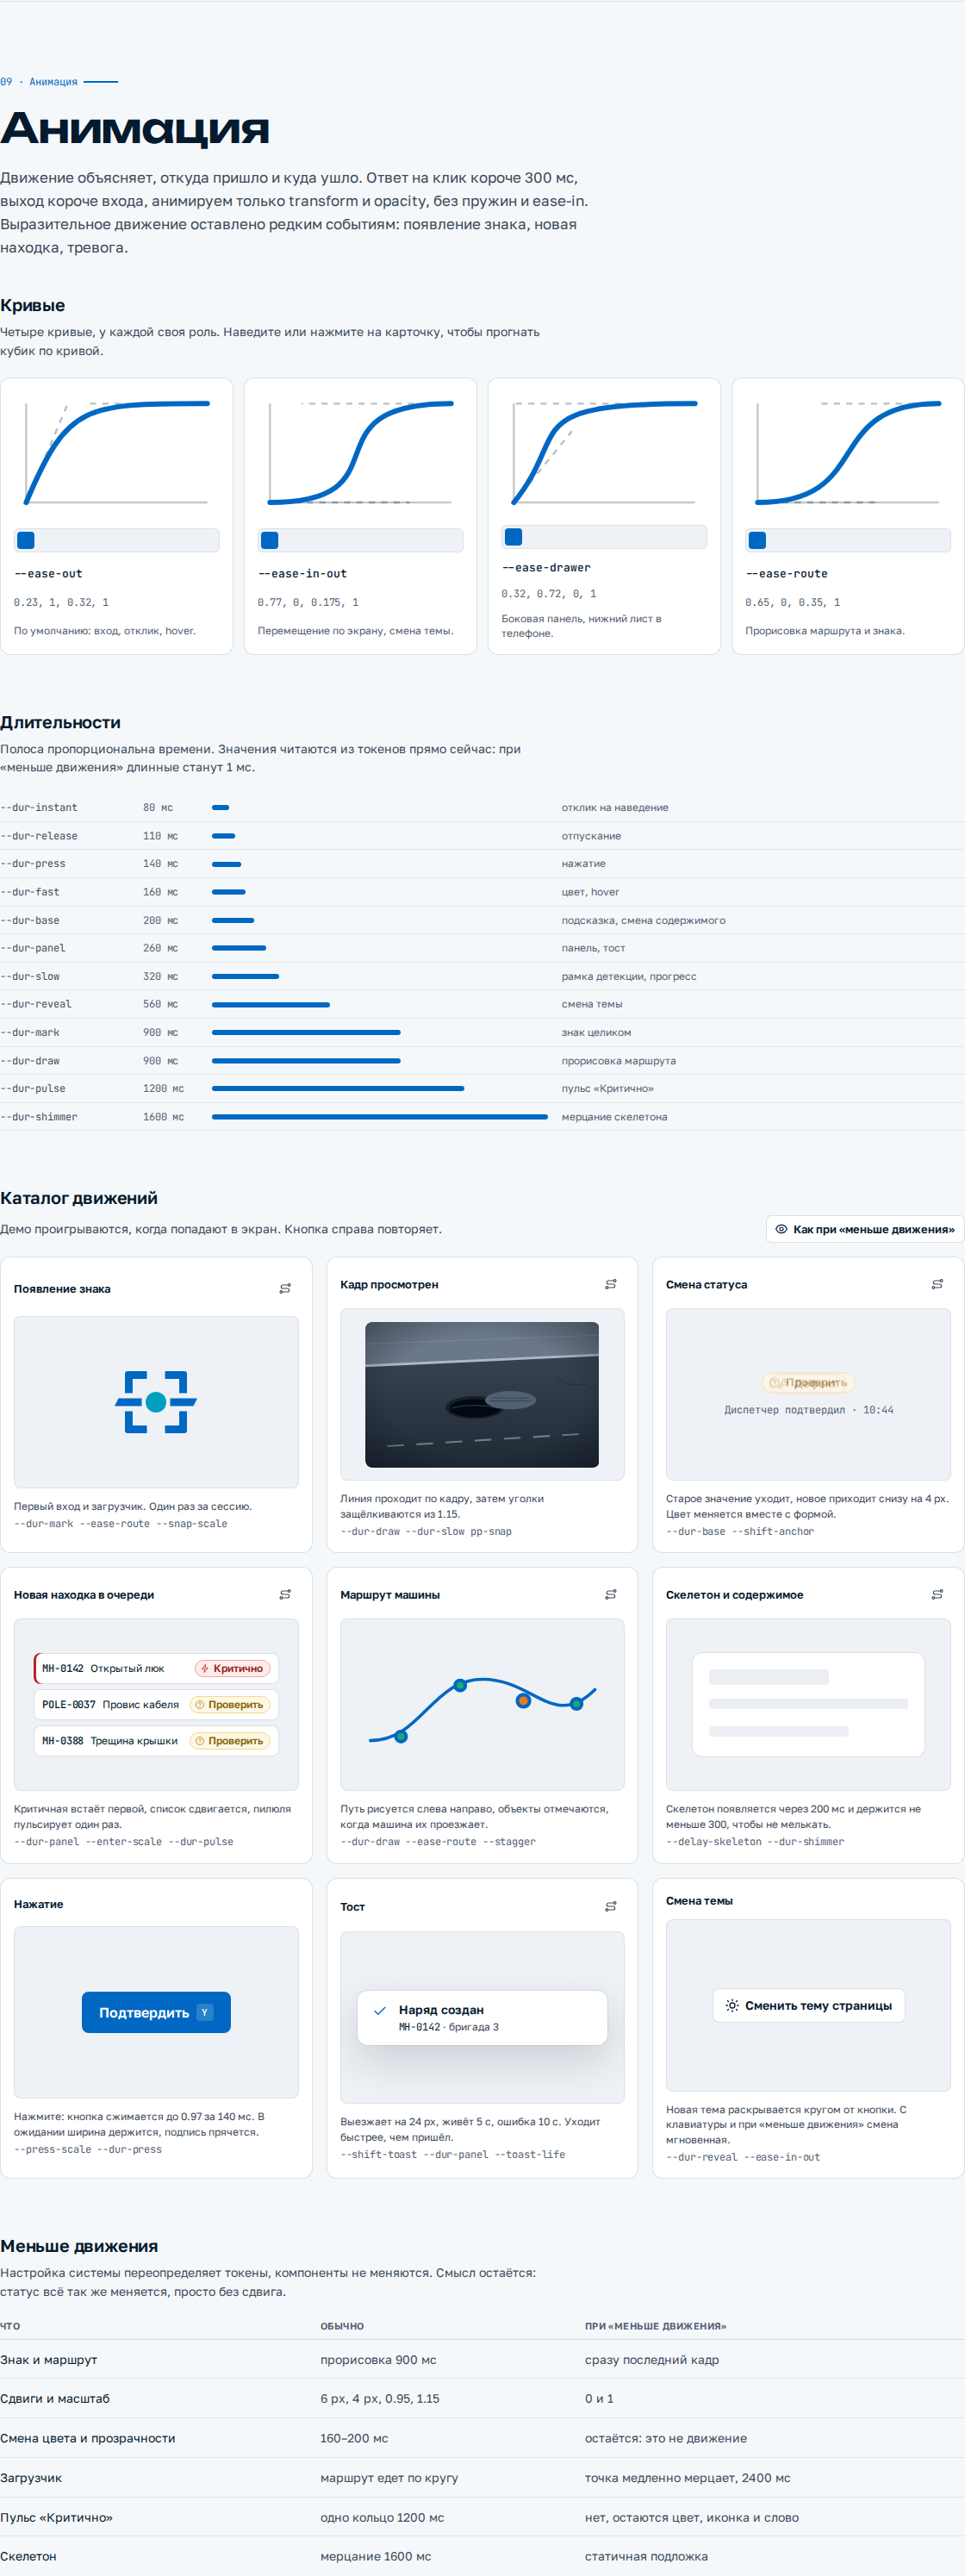 09 · Анимация
Анимация
Движение объясняет, откуда пришло и куда ушло. Ответ на клик короче 300 мс,
выход короче входа, анимируем только transform и opacity, без пружин и ease-in.
Выразительное движение оставлено редким событиям: появление знака, новая
находка, тревога.
Кривые
Четыре кривые, у каждой своя роль. Наведите или нажмите на карточку, чтобы прогнать
кубик по кривой.
--ease-out
0.23, 1, 0.32, 1
По умолчанию: вход, отклик, hover.
--ease-in-out
0.77, 0, 0.175, 1
Перемещение по экрану, смена темы.
--ease-drawer
0.32, 0.72, 0, 1
Боковая панель, нижний лист в
телефоне.
--ease-route
0.65, 0, 0.35, 1
Прорисовка маршрута и знака.
Длительности
Полоса пропорциональна времени. Значения читаются из токенов прямо сейчас: при
«меньше движения» длинные станут 1 мс.
--dur-instant 80 мс отклик на наведение
--dur-release 110 мс отпускание
--dur-press 140 мс нажатие
--dur-fast 160 мс цвет, hover
--dur-base 200 мс подсказка, смена содержимого
--dur-panel 260 мс панель, тост
--dur-slow 320 мс рамка детекции, прогресс
--dur-reveal 560 мс смена темы
--dur-mark 900 мс знак целиком
--dur-draw 900 мс прорисовка маршрута
--dur-pulse 1200 мс пульс «Критично»
--dur-shimmer 1600 мс мерцание скелетона
Каталог движений
Демо проигрываются, когда попадают в экран. Кнопка справа повторяет.
Как при «меньше движения»
Появление знака
Первый вход и загрузчик. Один раз за сессию.
--dur-mark --ease-route --snap-scale
Кадр просмотрен
Линия проходит по кадру, затем уголки
защёлкиваются из 1.15.
--dur-draw --dur-slow pp-snap
Смена статуса
Диспетчер подтвердил · 10:44
Старое значение уходит, новое приходит снизу на 4 px.
Цвет меняется вместе с формой.
--dur-base --shift-anchor
Новая находка в очереди
MH-0142 Открытый люк Критично
POLE-0037 Провис кабеля Проверить
MH-0388 Трещина крышки Проверить
Критичная встаёт первой, список сдвигается, пилюля
пульсирует один раз.
--dur-panel --enter-scale --dur-pulse
Маршрут машины
Путь рисуется слева направо, объекты отмечаются,
когда машина их проезжает.
--dur-draw --ease-route --stagger
Скелетон и содержимое
Скелетон появляется через 200 мс и держится не
меньше 300, чтобы не мелькать.
--delay-skeleton --dur-shimmer
Нажатие
Подтвердить Y
Нажмите: кнопка сжимается до 0.97 за 140 мс. В
ожидании ширина держится, подпись прячется.
--press-scale --dur-press
Тост
Наряд создан
MH-0142 · бригада 3
Выезжает на 24 px, живёт 5 с, ошибка 10 с. Уходит
быстрее, чем пришёл.
--shift-toast --dur-panel --toast-life
Смена темы
Сменить тему страницы
Новая тема раскрывается кругом от кнопки. С
клавиатуры и при «меньше движения» смена
мгновенная.
--dur-reveal --ease-in-out
Меньше движения
Настройка системы переопределяет токены, компоненты не меняются. Смысл остаётся:
статус всё так же меняется, просто без сдвига.
ЧТО ОБЫЧНО ПРИ «МЕНЬШЕ ДВИЖЕНИЯ»
Знак и маршрут прорисовка 900 мс сразу последний кадр
Сдвиги и масштаб 6 px, 4 px, 0.95, 1.15 0 и 1
Смена цвета и прозрачности 160–200 мс остаётся: это не движение
Загрузчик маршрут едет по кругу точка медленно мерцает, 2400 мс
Пульс «Критично» одно кольцо 1200 мс нет, остаются цвет, иконка и слово
Скелетон мерцание 1600 мс статичная подложка